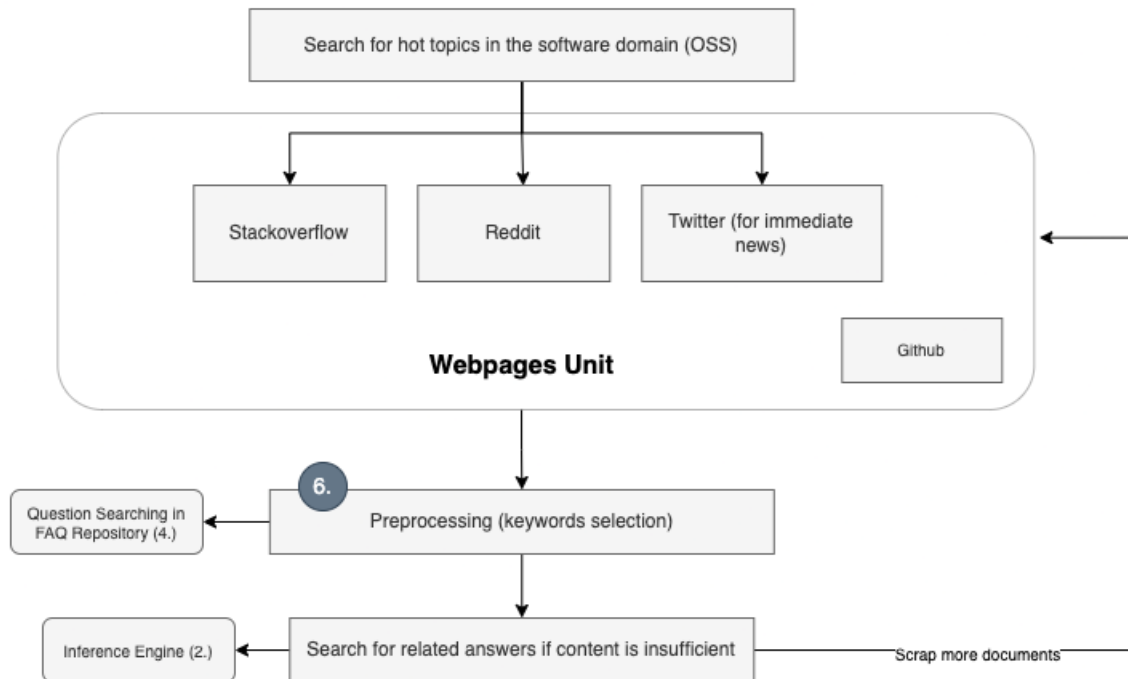 Search for hot topics in the software domain (OSS)
Stackoverflow
Reddit
Twitter (for immediate
news)
Github
Webpages Unit
6.
Preprocessing (keywords selection)
Question Searching in
FAQ Repository (4.)
Inference Engine (2.)
Search for related answers if content is insufficient
Scrap more documents